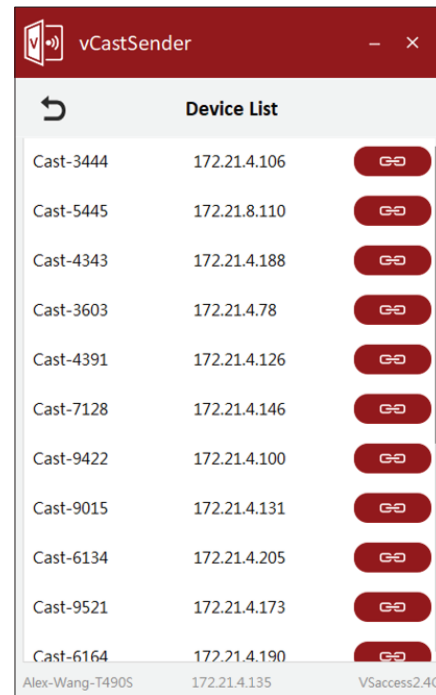 vCastSender
Device List
Cast-3444 172.21.4.106
Cast-5445 172.21.8.110
Cast-4343 172.21.4.188
Cast-3603 172.21.4.78
Cast-4391 172.21.4.126
Cast-7128 172.21.4.146
Cast-9422 172.21.4.100
Cast-9015 172.21.4.131
Cast-6134 172.21.4.205
Cast-9521 172.21.4.173
Cast-6164 172.21.4.190
Alex-Wang-T490S 172.21.4.135 VSaccess2.4G